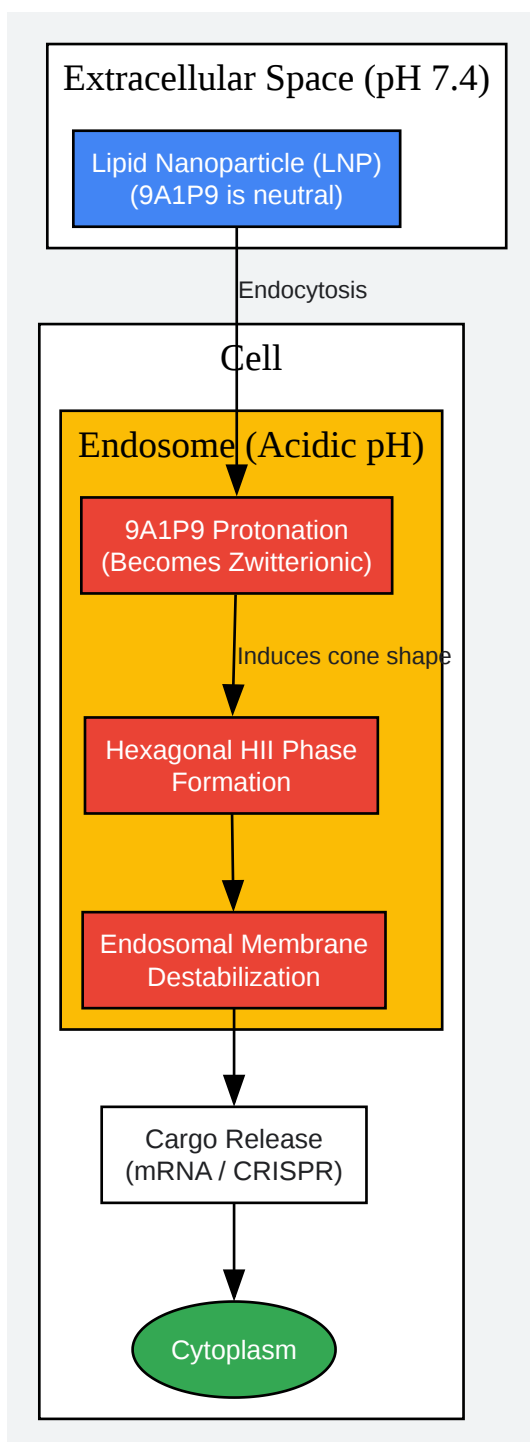 Extracellular Space (pH 7.4)
Lipid Nanoparticle (LNP)
(9A1P9 is neutral)
Endocytosis
Cell
Endosome (Acidic pH)
9A1P9 Protonation
(Becomes Zwitterionic)
Induces cone shape
Hexagonal HII Phase
Formation
Endosomal Membrane
Destabilization
Cargo Release
(mRNA / CRISPR)
Cytoplasm